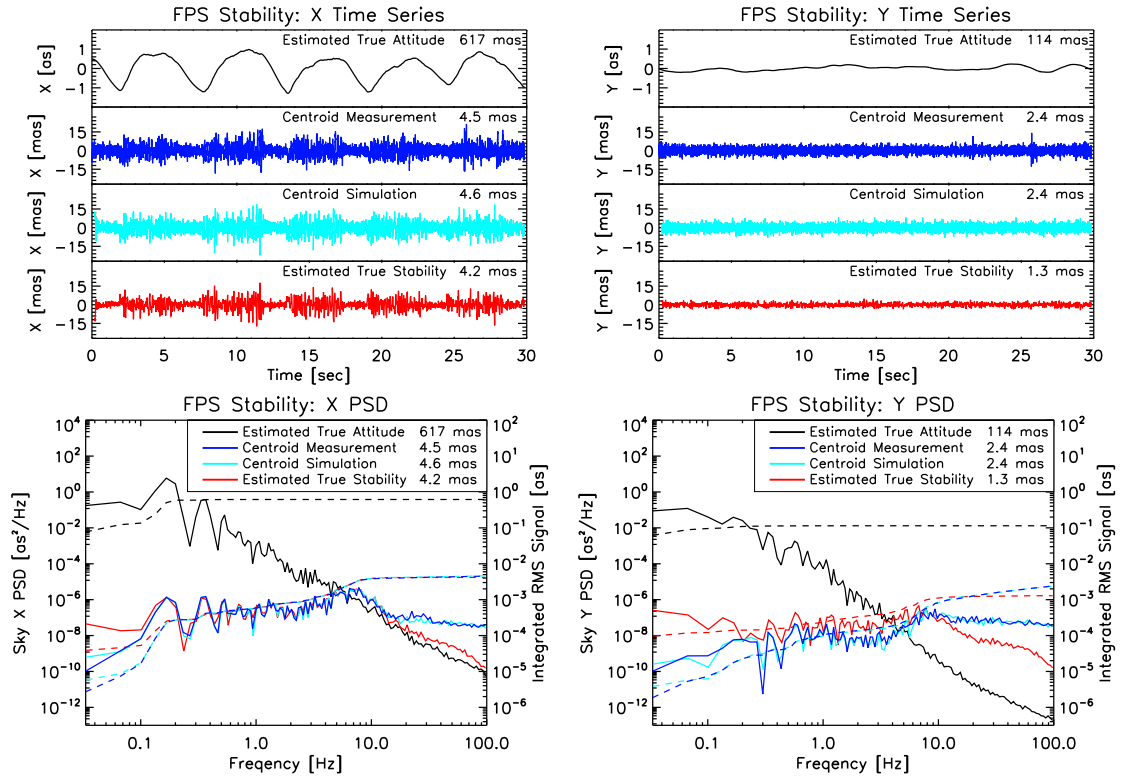 FPS Stability: X Time Series
X [as]
1
0
-1
Estimated True Attitude 617 mas
X [mas]
15
0
-15
Centroid Measurement 4.5 mas
X [mas]
15
0
-15
Centroid Simulation 4.6 mas
X [mas]
15
0
-15
Estimated True Stability 4.2 mas
0 5 10 15 20 25 30
Time [sec]
FPS Stability: Y Time Series
Y [as]
1
0
-1
Estimated True Attitude 114 mas
Y [mas]
15
0
-15
Centroid Measurement 2.4 mas
Y [mas]
15
0
-15
Centroid Simulation 2.4 mas
Y [mas]
15
0
-15
Estimated True Stability 1.3 mas
0 5 10 15 20 25 30
Time [sec]
FPS Stability: X PSD
Sky X PSD [as²/Hz]
10⁴
10²
10⁰
10⁻²
10⁻⁴
10⁻⁶
10⁻⁸
10⁻¹⁰
10⁻¹²
Estimated True Attitude 617 mas
Centroid Measurement 4.5 mas
Centroid Simulation 4.6 mas
Estimated True Stability 4.2 mas
10²
10¹
10⁰
10⁻¹
10⁻²
10⁻³
10⁻⁴
10⁻⁵
10⁻⁶
Integrated RMS Signal [as]
0.1 1.0 10.0 100.0
Freqency [Hz]
FPS Stability: Y PSD
Sky Y PSD [as²/Hz]
10⁴
10²
10⁰
10⁻²
10⁻⁴
10⁻⁶
10⁻⁸
10⁻¹⁰
10⁻¹²
Estimated True Attitude 114 mas
Centroid Measurement 2.4 mas
Centroid Simulation 2.4 mas
Estimated True Stability 1.3 mas
10²
10¹
10⁰
10⁻¹
10⁻²
10⁻³
10⁻⁴
10⁻⁵
10⁻⁶
Integrated RMS Signal [as]
0.1 1.0 10.0 100.0
Freqency [Hz]